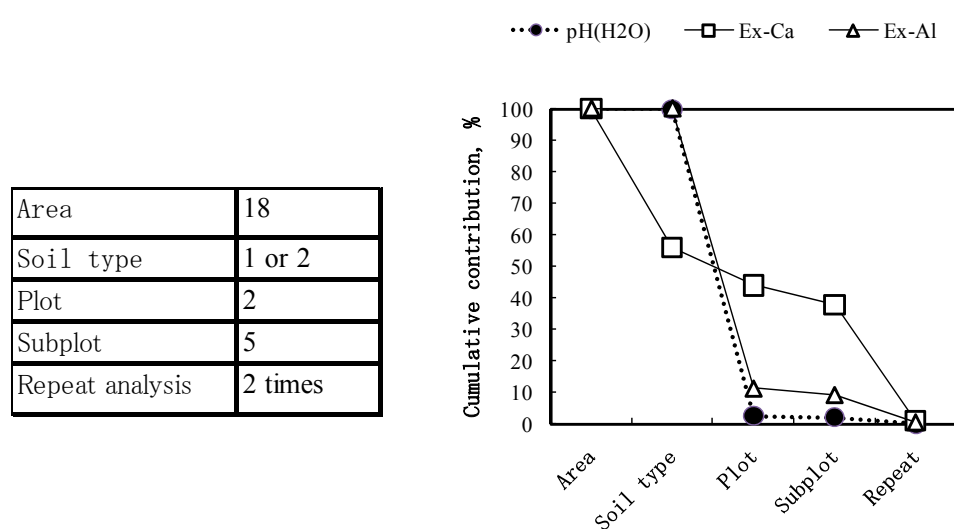 pH(H2O) Ex-Ca Ex-Al
Area 18
Soil type 1 or 2
Plot 2
Subplot 5
Repeat analysis 2 times
Cumulative contribution, %
100
90
80
70
60
50
40
30
20
10
0
Area
Soil type
Plot
Subplot
Repeat